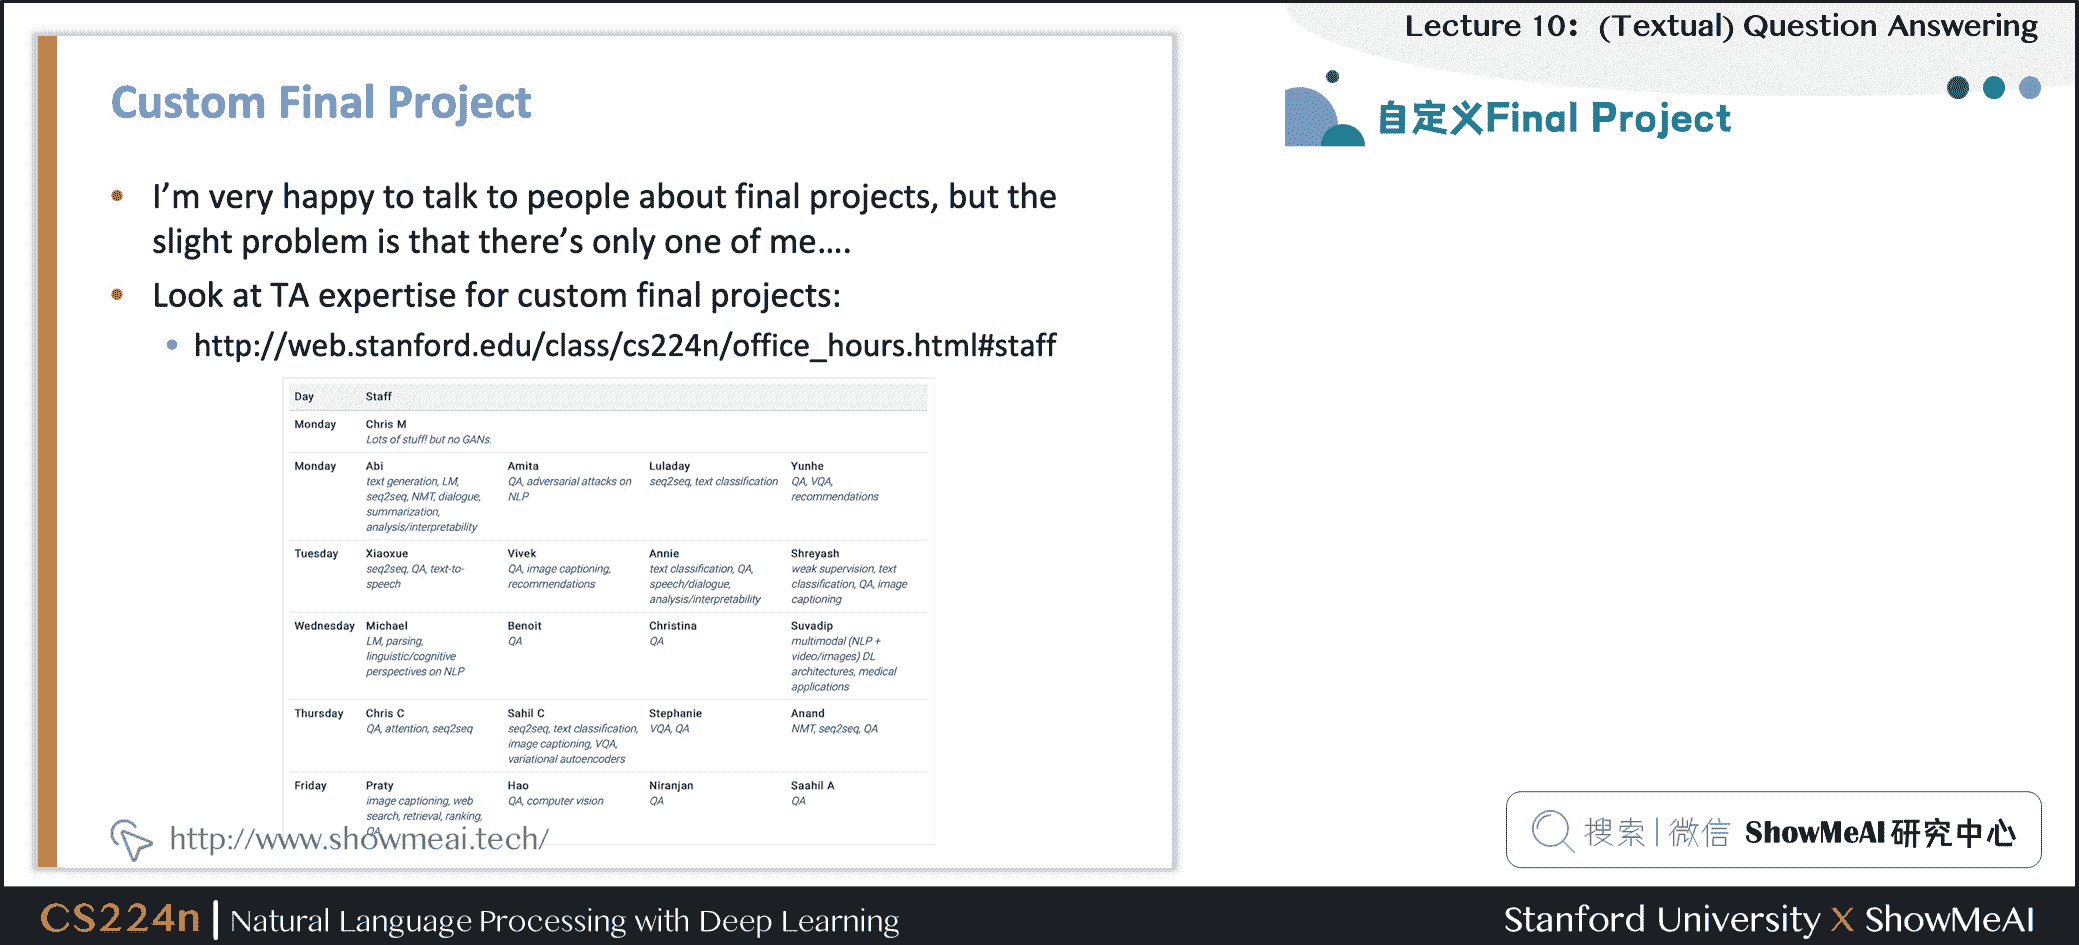 Lecture 10： (Textual) Question Answering
Custom Final Project
自定义Final Project
• I’m very happy to talk to people about final projects, but the
slight problem is that there’s only one of me....
• Look at TA expertise for custom final projects:
• http://web.stanford.edu/class/cs224n/office_hours.html#staff
Day Staff
Monday Chris M
Lots of stuff! but no GANs.
Monday Abi Amita Luladay Yunhe
text generation, LM, QA, adversarial attacks on seq2seq, text classification QA, VQA,
seq2seq, NMT, dialogue, NLP recommendations
summarization,
analysis/interpretability
Tuesday Xiaoxue Vivek Annie Shreyash
seq2seq, QA, text-to- QA, image captioning, text classification, QA, weak supervision, text
speech recommendations speech/dialogue, classification, QA, image
analysis/interpretability captioning
Wednesday Michael Benoit Christina Suvadip
LM, parsing, QA QA multimodal (NLP +
linguistic/cognitive video/images) DL
perspectives on NLP architectures, medical
applications
Thursday Chris C Sahil C Stephanie Anand
QA, attention, seq2seq seq2seq, text classification, VQA, QA NMT, seq2seq, QA
image captioning, VQA,
variational autoencoders
Friday Praty Hao Niranjan Saahil A
image captioning, web QA, computer vision QA QA
search, retrieval, ranking,
QA
http://www.showmeai.tech/
搜索 | 微信 ShowMeAI 研究中心
CS224n | Natural Language Processing with Deep Learning
Stanford University X ShowMeAI